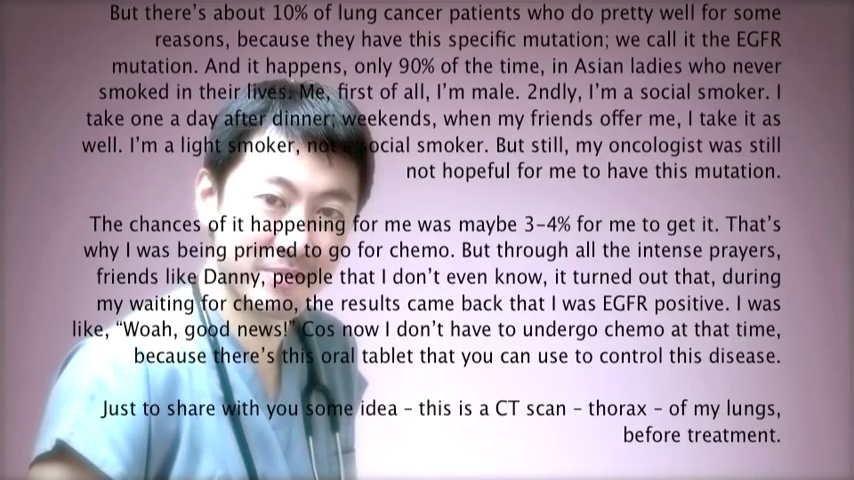 But there's about 10% of lung cancer patients who do pretty well for some
reasons, because they have this specific mutation; we call it the EGFR
mutation. And it happens, only 90% of the time, in Asian ladies who never
smoked in their lives. Me, first of all, I'm male. 2ndly, I'm a social smoker. I
take one a day after dinner; weekends, when my friends offer me, I take it as
well. I'm a light smoker, not a social smoker. But still, my oncologist was still
not hopeful for me to have this mutation.
The chances of it happening for me was maybe 3-4% for me to get it. That's
why I was being primed to go for chemo. But through all the intense prayers,
friends like Danny, people that I don't even know, it turned out that, during
my waiting for chemo, the results came back that I was EGFR positive. I was
like, “Woah, good news!” Cos now I don't have to undergo chemo at that time,
because there's this oral tablet that you can use to control this disease.
Just to share with you some idea – this is a CT scan – thorax – of my lungs,
before treatment.